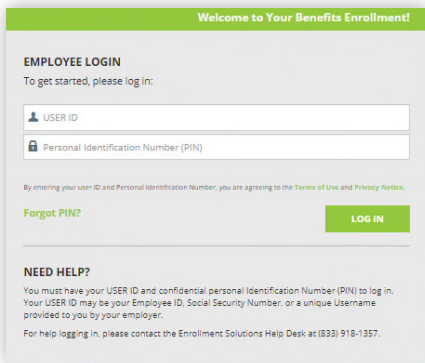 Welcome to Your Benefits Enrollment!
EMPLOYEE LOGIN
To get started, please log in:
USER ID
Personal Identification Number (PIN)
By entering your user ID and Personal Identification Number, you are agreeing to the Terms of Use and Privacy Notice.
Forgot PIN?
LOG IN
NEED HELP?
You must have your USER ID and confidential personal Identification Number (PIN) to log in.
Your USER ID may be your Employee ID, Social Security Number, or a unique Username
provided to you by your employer.
For help logging in, please contact the Enrollment Solutions Help Desk at (833) 918-1357.